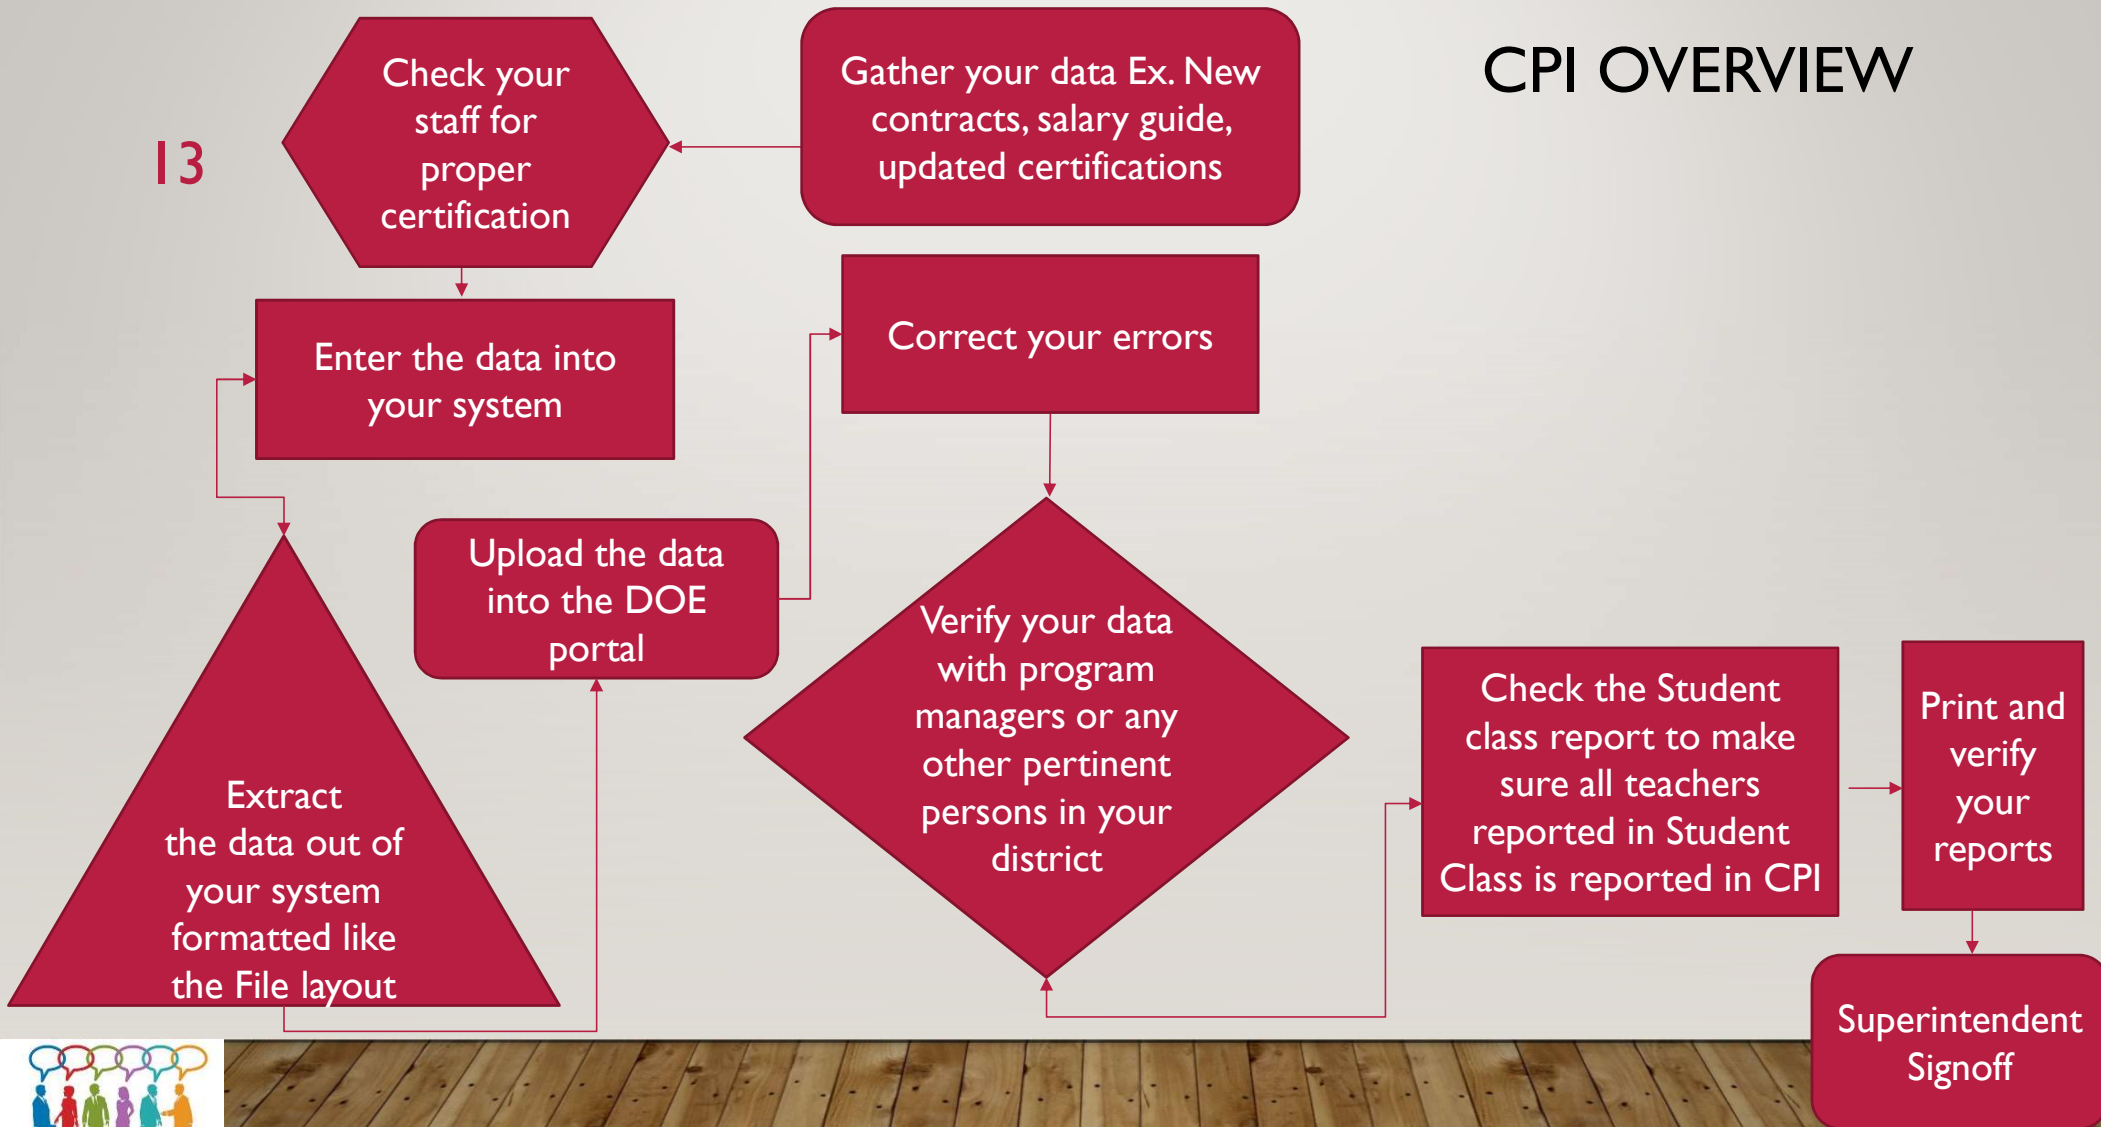 CPI OVERVIEW
13
Gather your data Ex. New
contracts, salary guide,
updated certifications
Check your
staff for
proper
certification
Enter the data into
your system
Extract
the data out of
your system
formatted like
the File layout
Upload the data
into the DOE
portal
Correct your errors
Verify your data
with program
managers or any
other pertinent
persons in your
district
Check the Student
class report to make
sure all teachers
reported in Student
Class is reported in CPI
Print and
verify
your
reports
Superintendent
Signoff